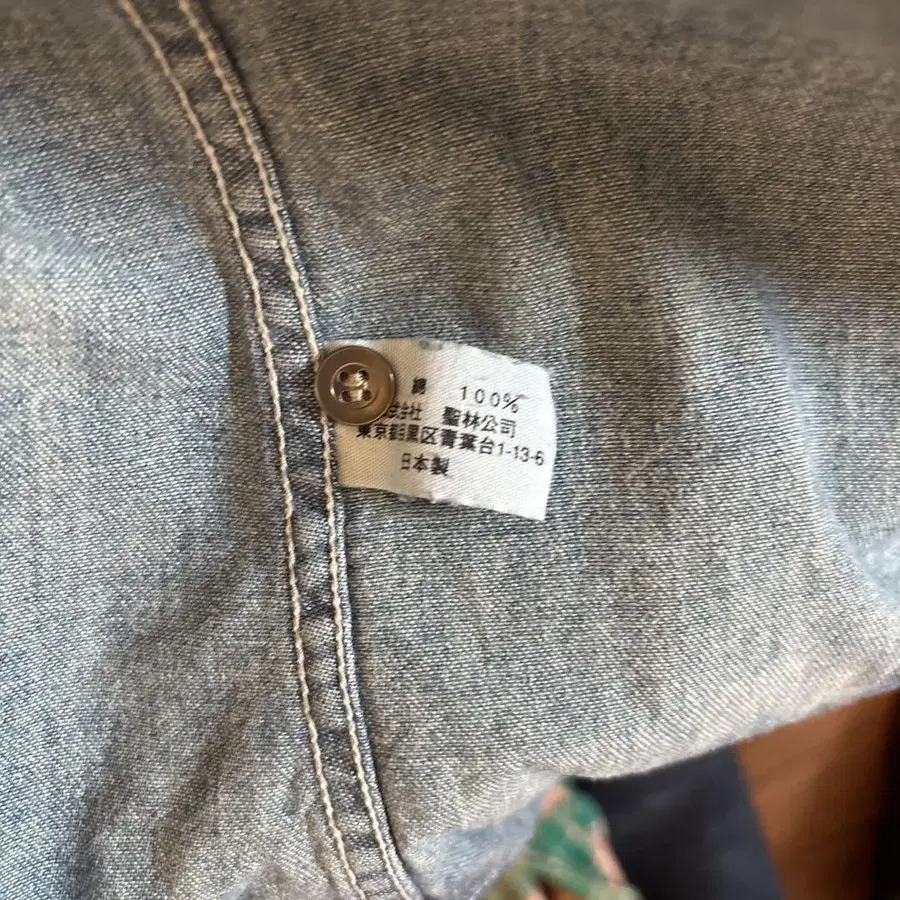 綿 100%
式会社 聖林公司
東京都目黒区青葉台1-13-6
日本製